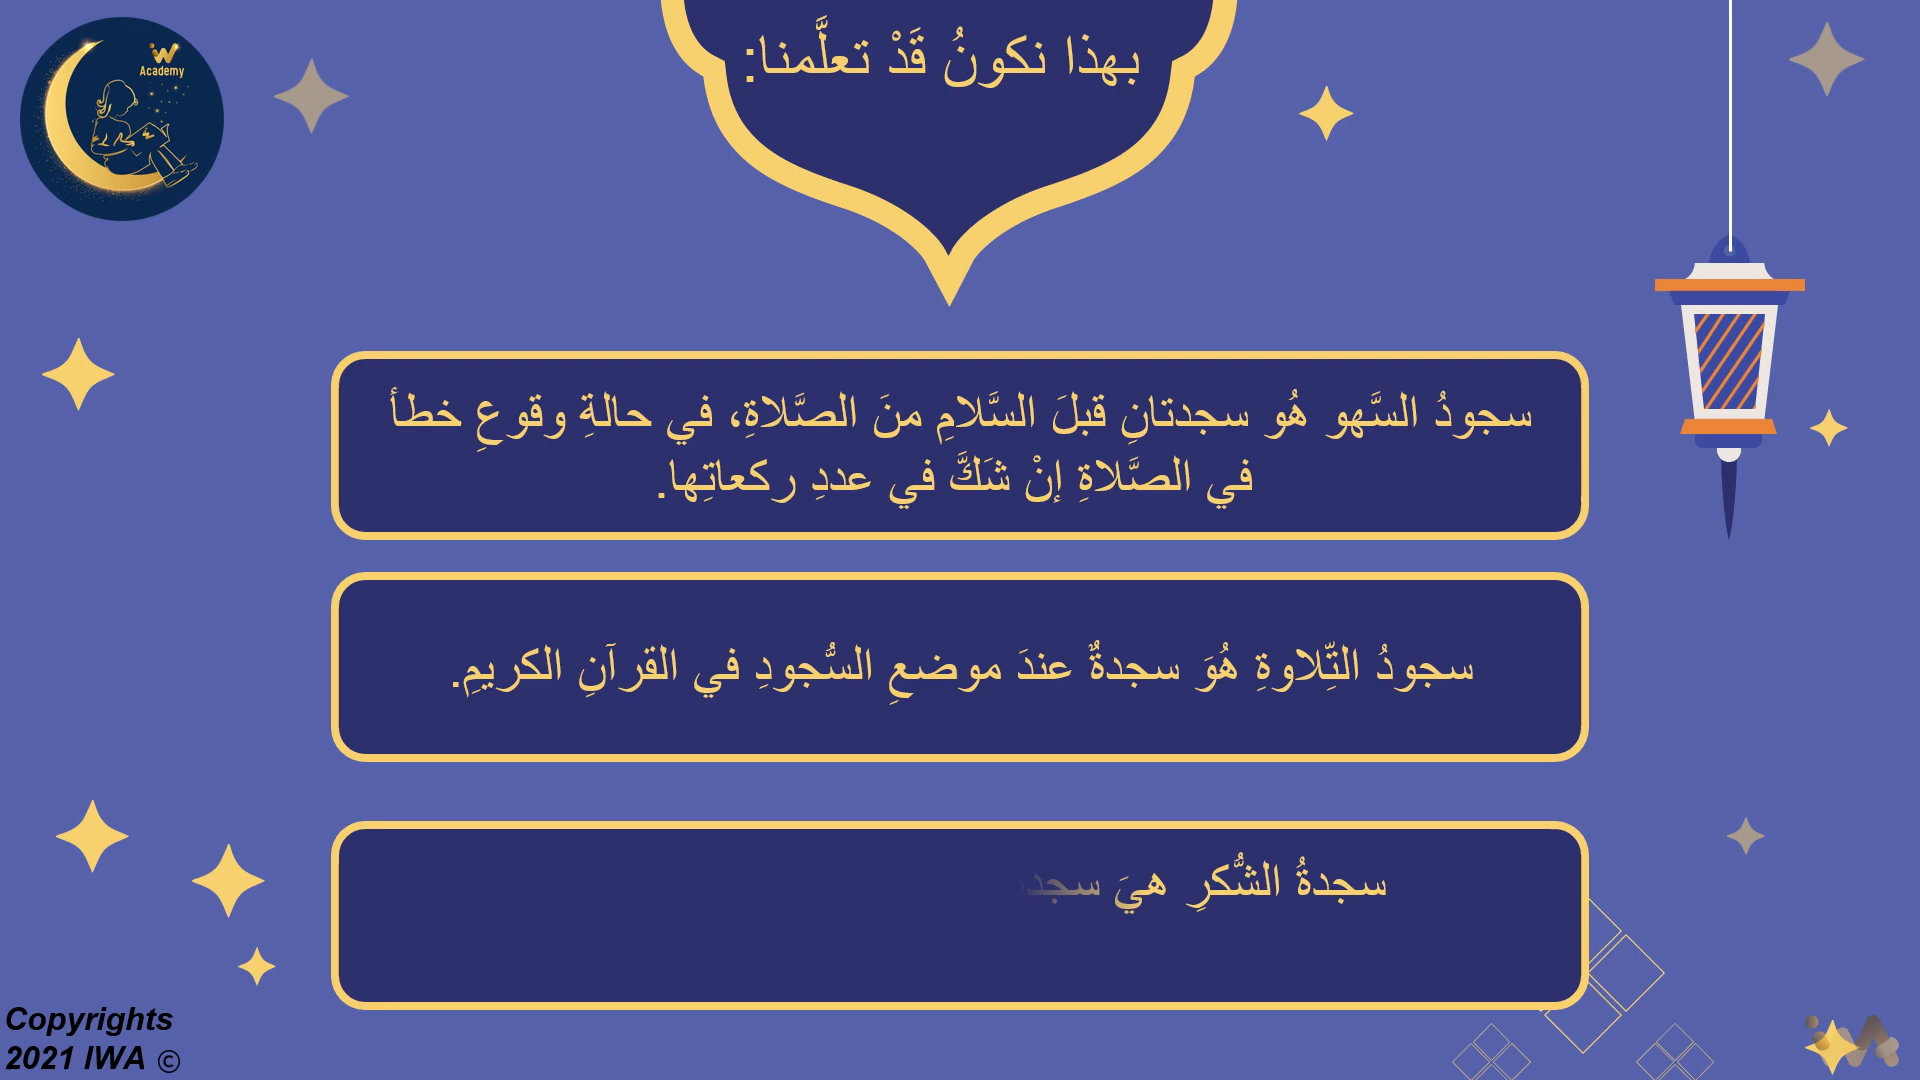 بهذا نكونُ قَدْ تعلَّمنا:
iW
Academy
سجودُ السَّهو هُو سجدتانِ قبلَ السَّلامِ منَ الصَّلاةِ، في حالةِ وقوعِ خطأ
في الصَّلاةِ إنْ شَكَّ في عددِ ركعاتِها.
سجودُ التِّلاوةِ هُوَ سجدةٌ عندَ موضعِ السُّجودِ في القرآنِ الكريمِ.
سجدةُ الشُّكرِ هيَ
Copyrights
2021 IWA ©